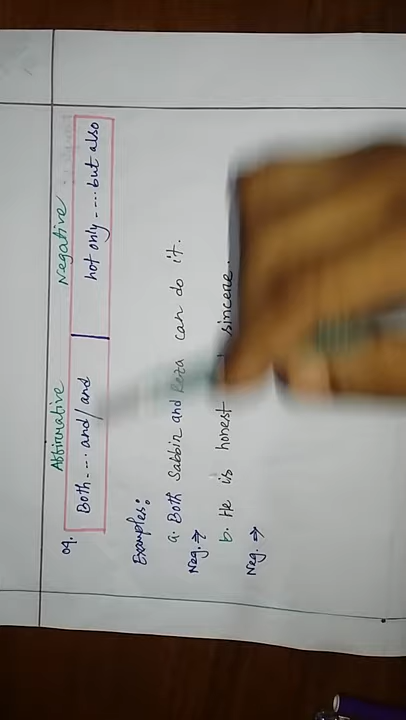 Affirmative Negative
04. Both .... and/and not only .... but also
Examples:
a. Both Sabbir and Reza can do it.
Neg. ⇒
b. He is honest sincere.
Neg. ⇒